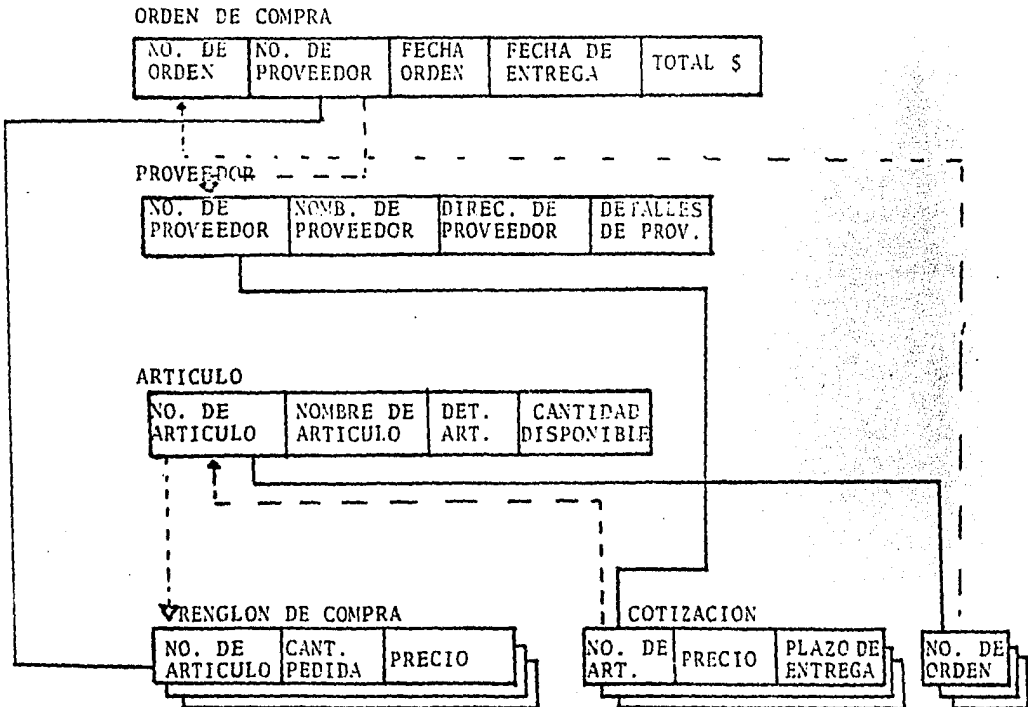 ORDEN DE COMPRA
NO. DE ORDEN
NO. DE PROVEEDOR
FECHA ORDEN
FECHA DE ENTREGA
TOTAL $
PROVEEDOR
NO. DE PROVEEDOR
NOMB. DE PROVEEDOR
DIREC. DE PROVEEDOR
DETALLES DE PROV.
ARTICULO
NO. DE ARTICULO
NOMBRE DE ARTICULO
DET. ART.
CANTIDAD DISPONIBLE
RENGLON DE COMPRA
NO. DE ARTICULO
CANT. PEDIDA
PRECIO
COTIZACION
NO. DE ART.
PRECIO
PLAZO DE ENTREGA
NO. DE ORDEN